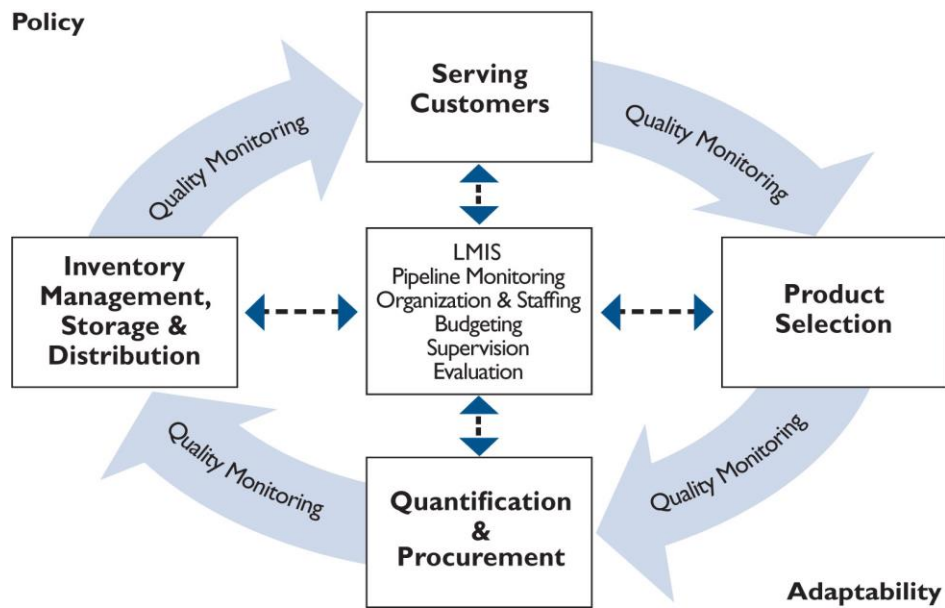 Policy
Serving
Customers
Quality Monitoring
Quality Monitoring
Inventory
Management,
Storage &
Distribution
LMIS
Pipeline Monitoring
Organization & Staffing
Budgeting
Supervision
Evaluation
Product
Selection
Quality Monitoring
Quality Monitoring
Quantification
&
Procurement
Adaptability